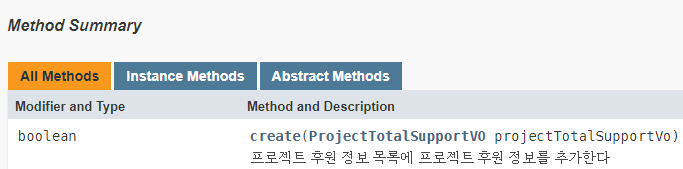 Method Summary
All Methods Instance Methods Abstract Methods
Modifier and Type Method and Description
boolean create(ProjectTotalSupportVO projectTotalSupportVo)
프로젝트 후원 정보 목록에 프로젝트 후원 정보를 추가한다